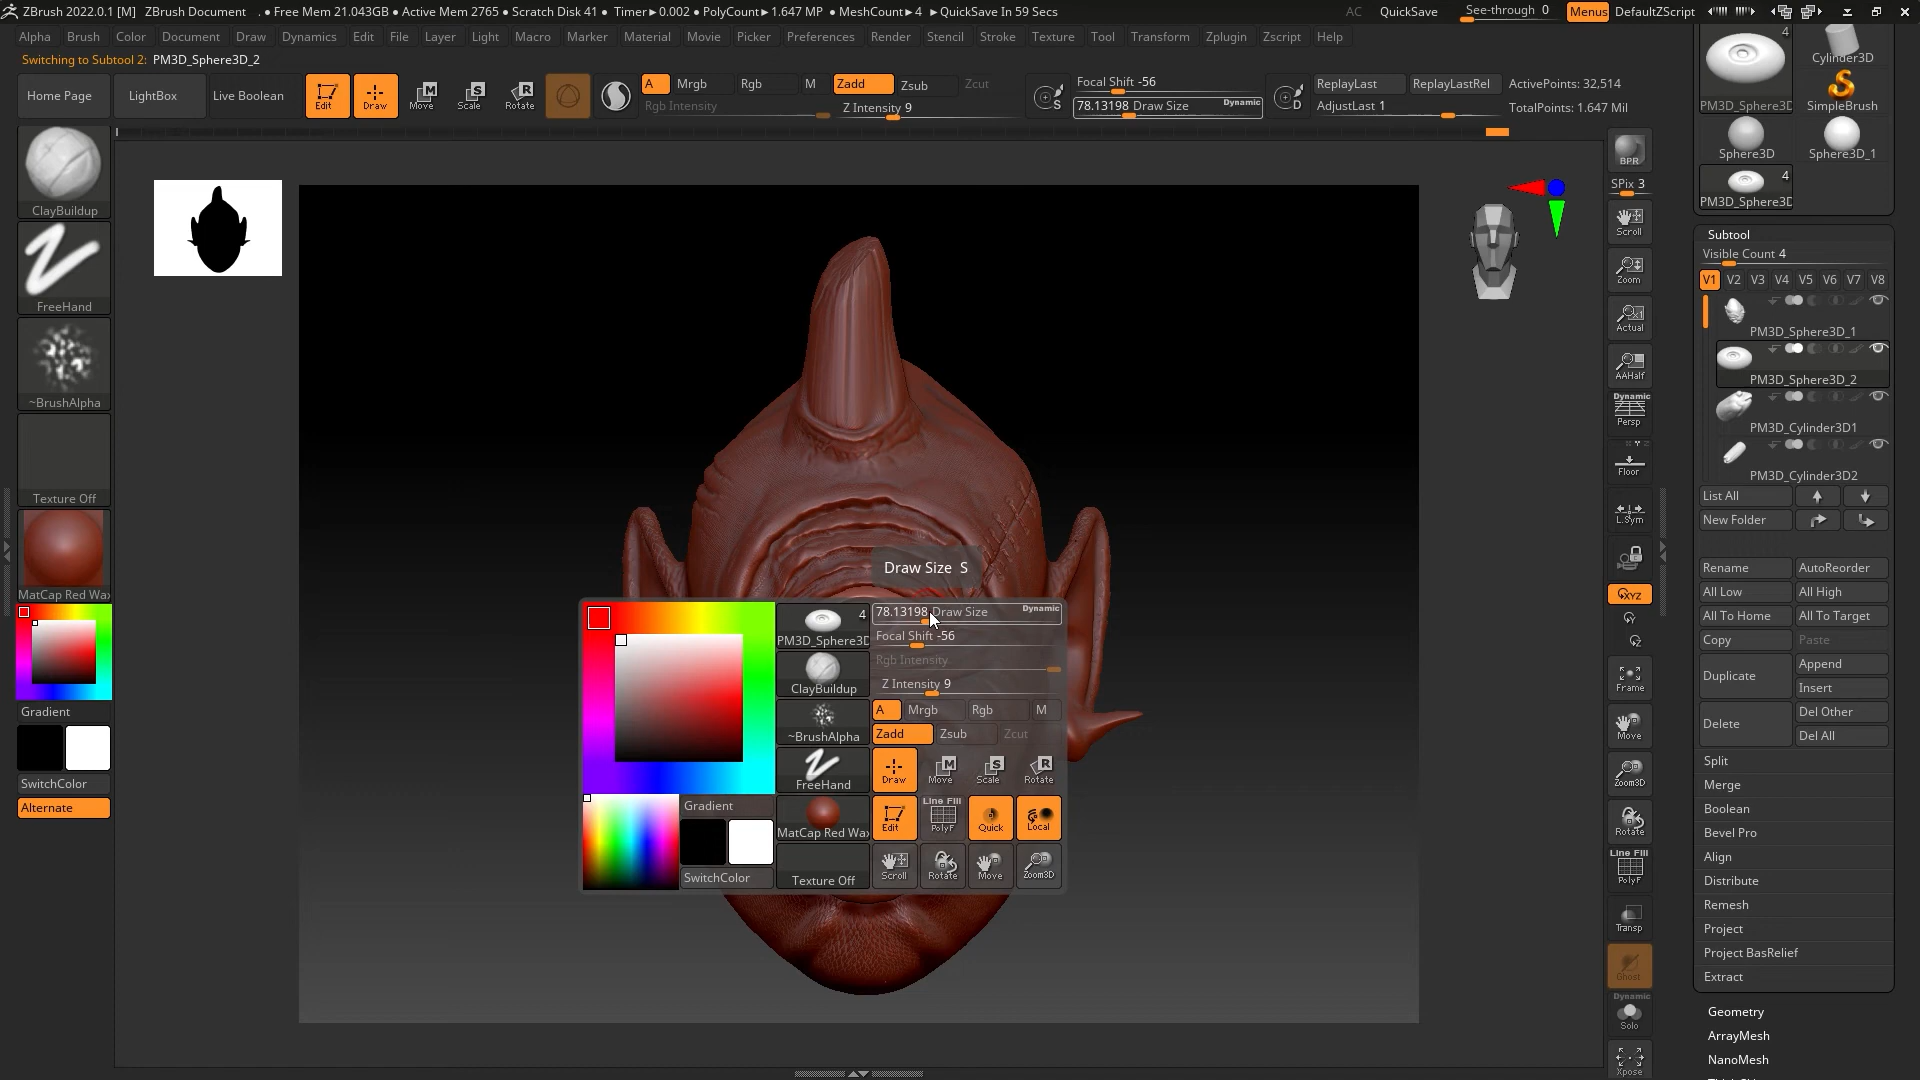 ZBrush 2022.0.1 [M] ZBrush Document . ● Free Mem 21.043GB ● Active Mem 2765 ● Scratch Disk 41 ● Timer►0.002 ● PolyCount►1.647 MP ● MeshCount►4 ►QuickSave In 59 Secs AC QuickSave See-through 0 Menus DefaultZScript
Alpha Brush Color Document Draw Dynamics Edit File Layer Light Macro Marker Material Movie Picker Preferences Render Stencil Stroke Texture Tool Transform Zplugin Zscript Help
Switching to Subtool 2: PM3D_Sphere3D_2
Home Page
LightBox
Live Boolean
Edit
Draw
Move
Scale
Rotate
A Mrgb Rgb M
Rgb Intensity
Zadd Zsub Zcut
Z Intensity 9
S
Focal Shift -56
78.13198 Draw Size Dynamic
D
ReplayLast ReplayLastRel
AdjustLast 1
ActivePoints: 32,514
TotalPoints: 1.647 Mil
ClayBuildup
FreeHand
~BrushAlpha
Texture Off
MatCap Red Wax
Gradient
SwitchColor
Alternate
Draw Size S
PM3D_Sphere3D
4
ClayBuildup
~BrushAlpha
FreeHand
MatCap Red Wax
Texture Off
Gradient
SwitchColor
78.13198 Draw Size Dynamic
Focal Shift -56
Rgb Intensity
Z Intensity 9
A Mrgb Rgb M
Zadd Zsub Zcut
Draw Move Scale Rotate
Line Fill
Edit PolyF Quick Local
Scroll Rotate Move Zoom3D
BPR
SPix 3
Scroll
Zoom
Actual
AAHalf
Dynamic
Persp
Floor
L.Sym
XYZ
Y
Z
Frame
Move
Zoom3D
Rotate
Line Fill
PolyF
Transp
Ghost
Dynamic
Solo
Xpose
4
PM3D_Sphere3D
Cylinder3D
SimpleBrush
Sphere3D
Sphere3D_1
4
PM3D_Sphere3D
Subtool
Visible Count 4
V1 V2 V3 V4 V5 V6 V7 V8
PM3D_Sphere3D_1
PM3D_Sphere3D_2
PM3D_Cylinder3D1
PM3D_Cylinder3D2
List All
New Folder
Rename AutoReorder
All Low All High
All To Home All To Target
Copy Paste
Duplicate Append
Insert
Delete Del Other
Del All
Split
Merge
Boolean
Bevel Pro
Align
Distribute
Remesh
Project
Project BasRelief
Extract
Geometry
ArrayMesh
NanoMesh